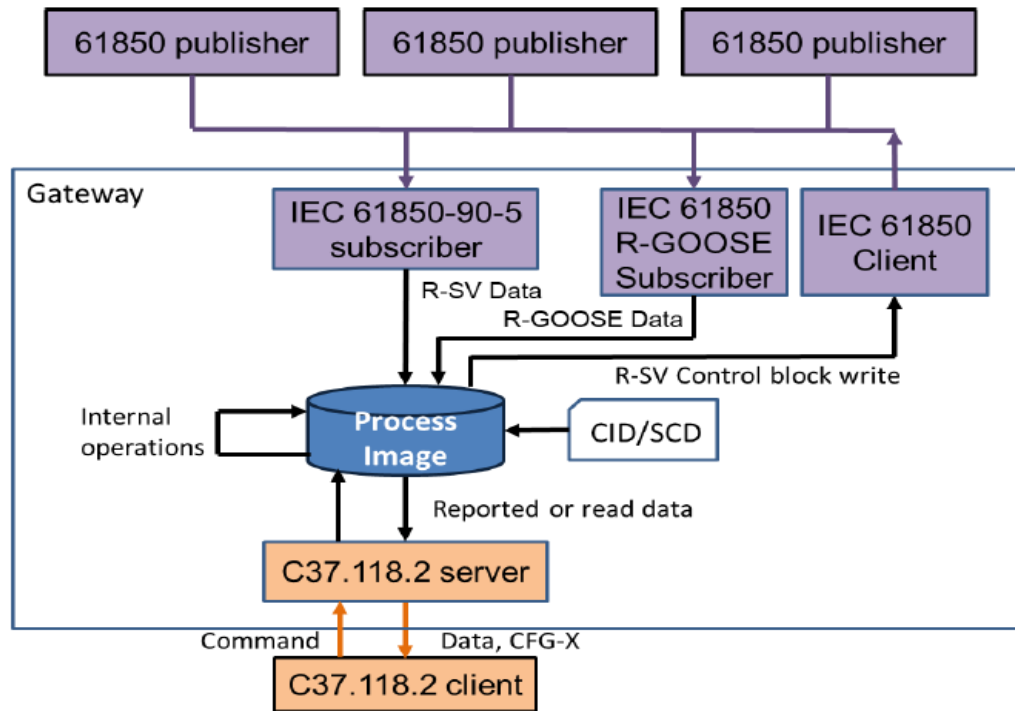 61850 publisher
61850 publisher
61850 publisher
Gateway
IEC 61850-90-5
subscriber
IEC 61850
R-GOOSE
Subscriber
IEC 61850
Client
R-SV Data
R-GOOSE Data
R-SV Control block write
Internal
operations
Process
Image
CID/SCD
Reported or read data
C37.118.2 server
Command
Data, CFG-X
C37.118.2 client